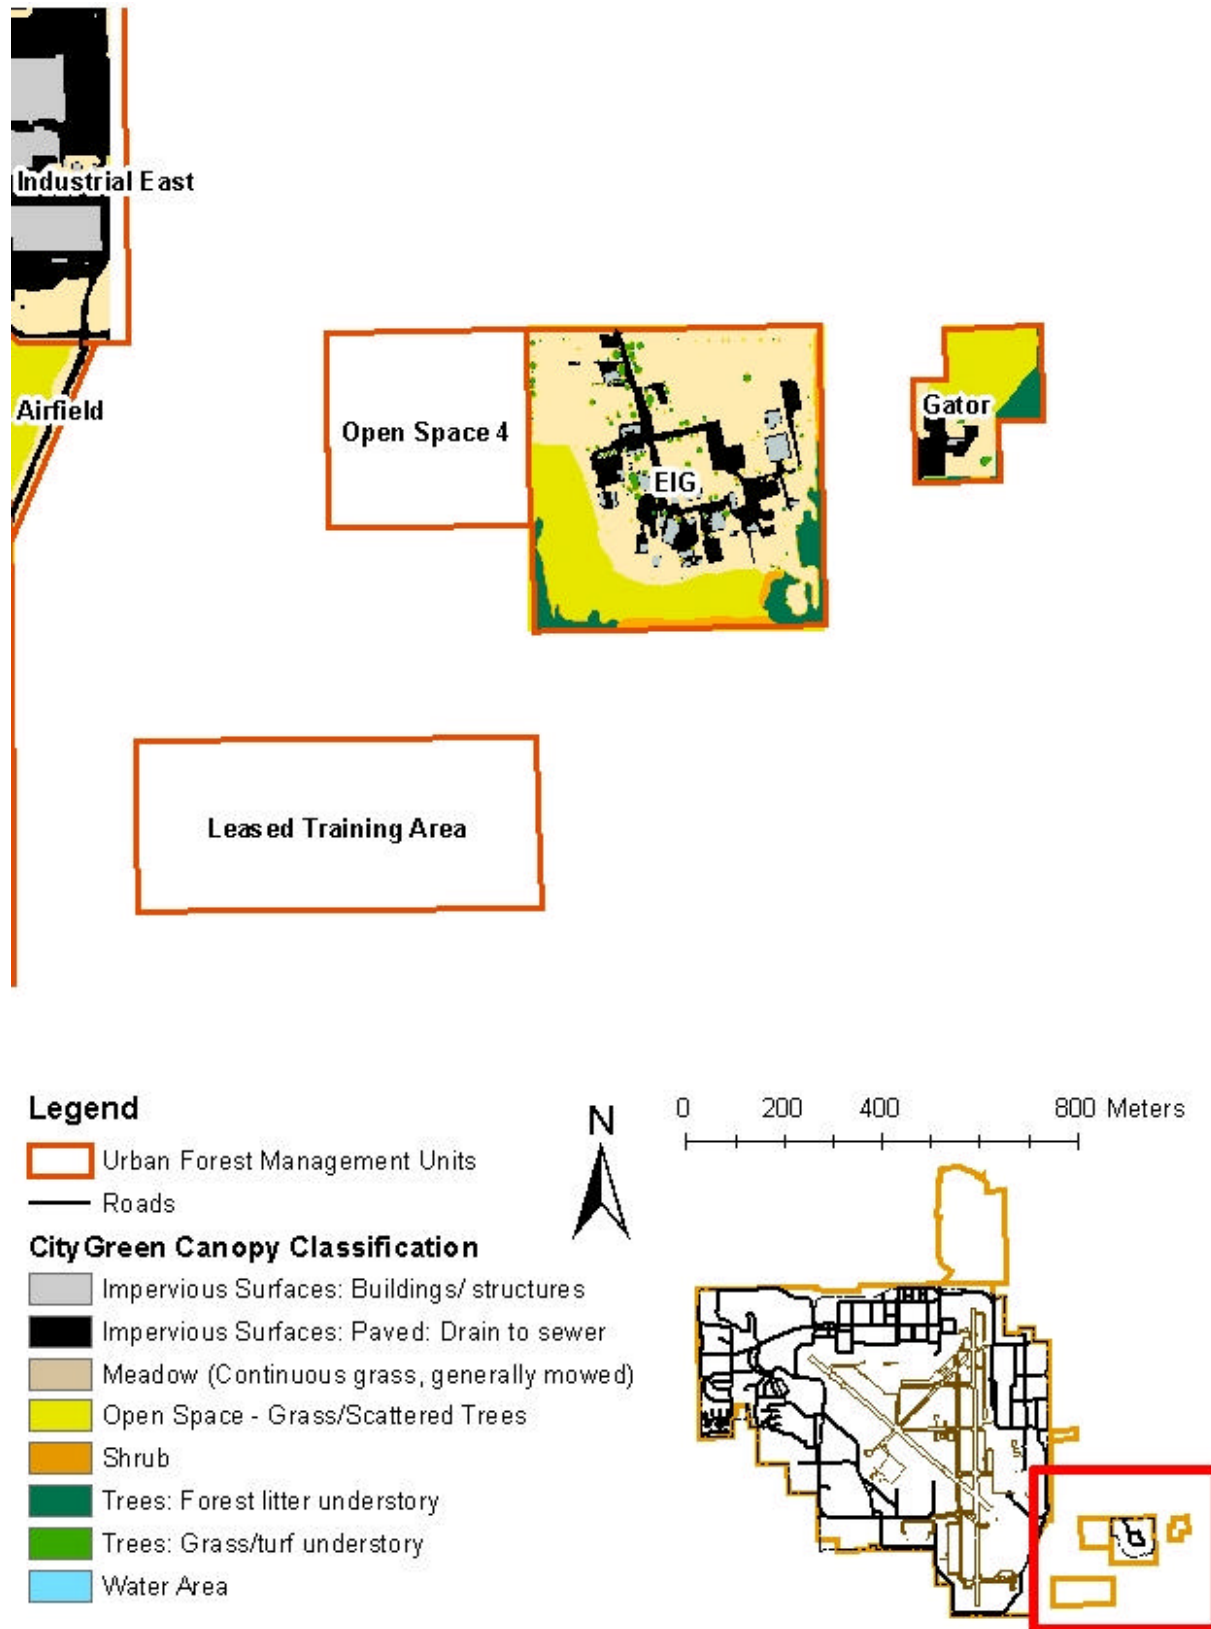 Industrial East
Airfield
Open Space 4
EIG
Gator
Leased Training Area
Legend
Urban Forest Management Units
Roads
CityGreen Canopy Classification
Impervious Surfaces: Buildings/ structures
Impervious Surfaces: Paved: Drain to sewer
Meadow (Continuous grass, generally mowed)
Open Space - Grass/Scattered Trees
Shrub
Trees: Forest litter understory
Trees: Grass/turf understory
Water Area
N
0 200 400 800 Meters